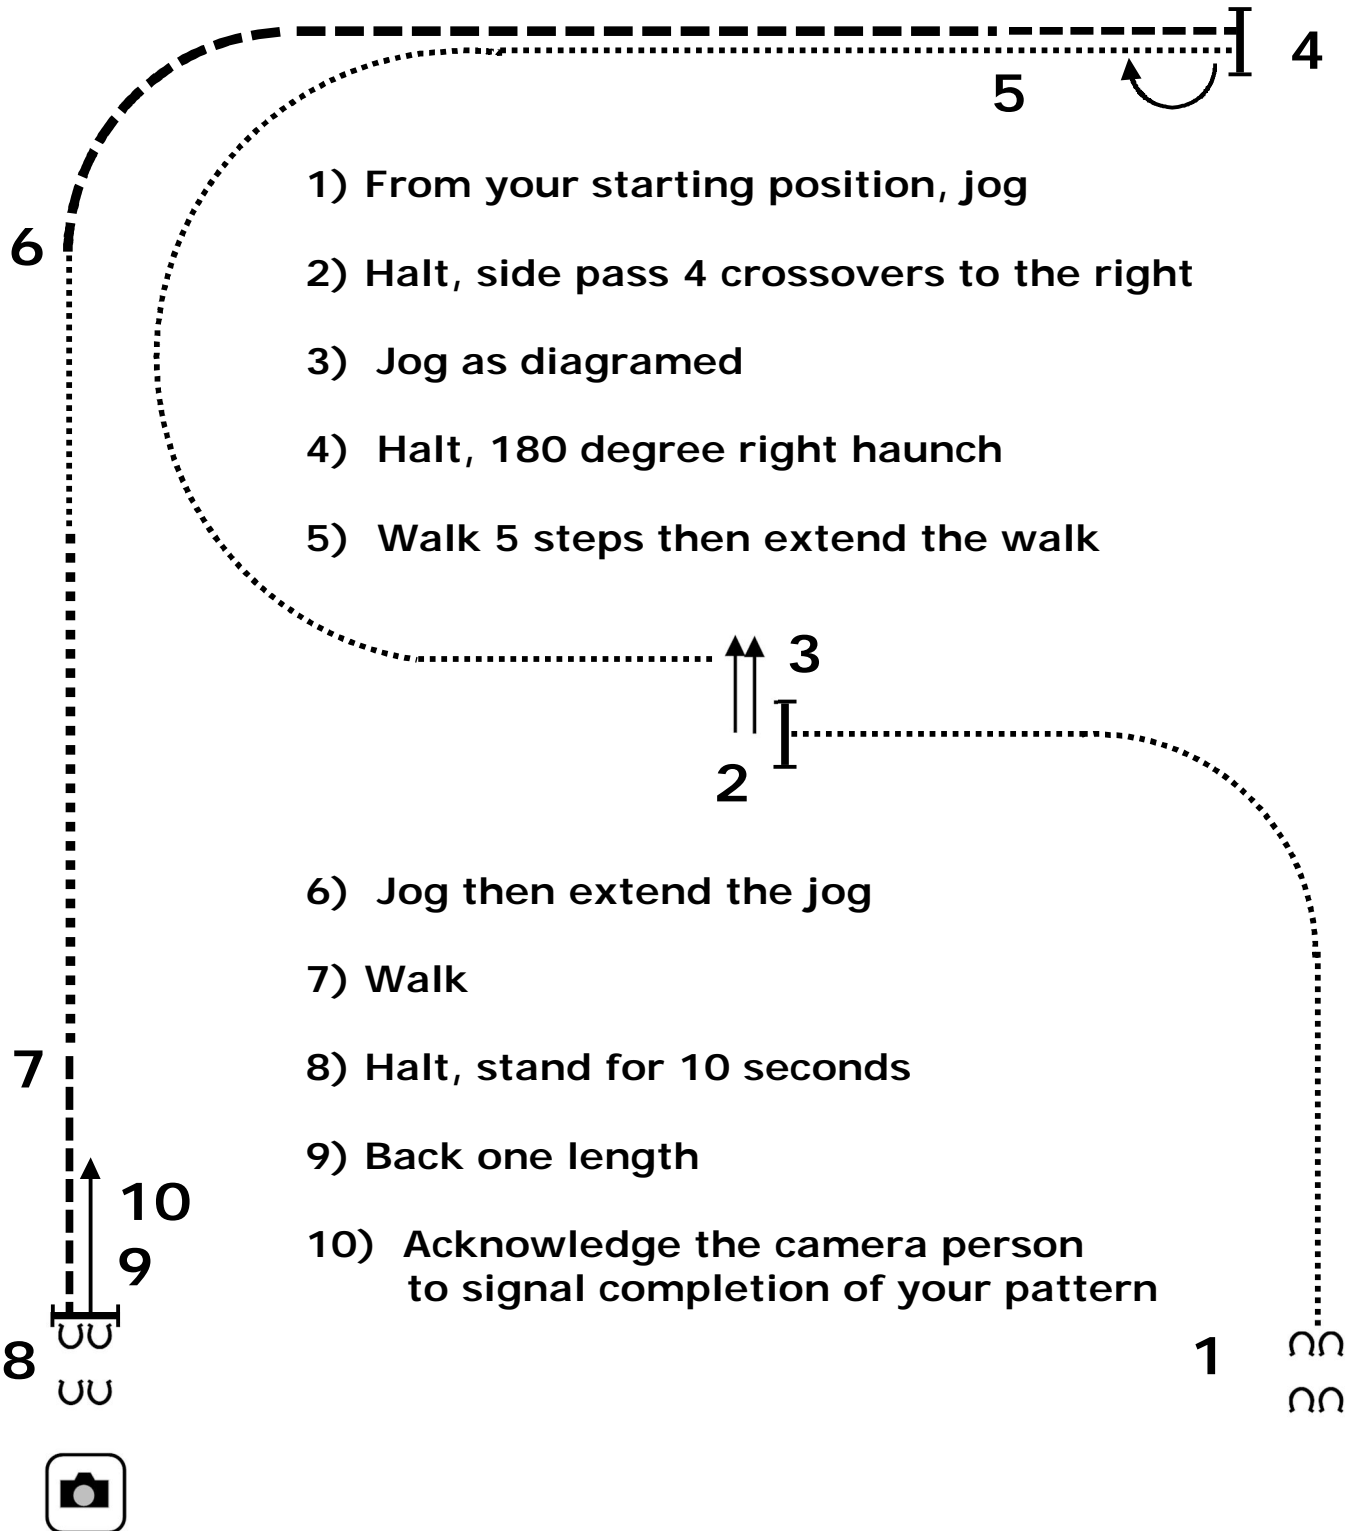 4
5
1) From your starting position, jog
6
2) Halt, side pass 4 crossovers to the right
3) Jog as diagramed
4) Halt, 180 degree right haunch
5) Walk 5 steps then extend the walk
3
2
6) Jog then extend the jog
7) Walk
7
8) Halt, stand for 10 seconds
9) Back one length
10
9
10) Acknowledge the camera person
to signal completion of your pattern
8
1